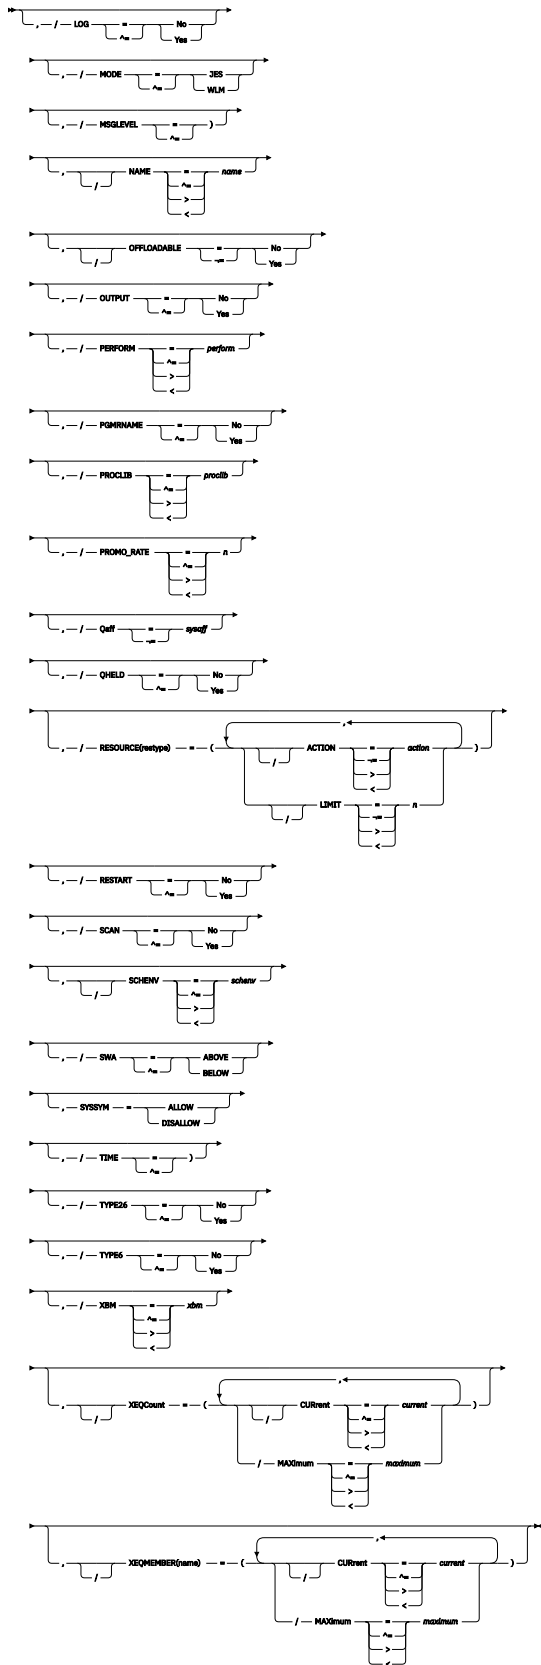 , / LOG = No
^= Yes
, / MODE = JES
^= WLM
, / MSGLEVEL = )
^=
, NAME = name
/ ^=
>
<
, OFFLOADABLE = No
/ ¬= Yes
, / OUTPUT = No
^= Yes
, / PERFORM = perform
^=
>
<
, / PGMRNAME = No
^= Yes
, / PROCLIB = proclib
^=
>
<
, / PROMO_RATE = n
^=
>
<
, / Qaff = sysaff
¬=
, / QHELD = No
^= Yes
,
, / RESOURCE(restype) = ( ACTION = action )
/ ¬=
>
<
LIMIT = n
/ ¬=
>
<
, / RESTART = No
^= Yes
, / SCAN = No
^= Yes
, SCHENV = schenv
/ ^=
>
<
, / SWA = ABOVE
^= BELOW
, SYSSYM = ALLOW
DISALLOW
, / TIME = )
^=
, / TYPE26 = No
^= Yes
, / TYPE6 = No
^= Yes
, / XBM = xbm
^=
>
<
,
, XEQCount = ( CURrent = current )
/ / ^=
>
<
/ MAXimum = maximum
^=
>
<
,
, XEQMEMBER(name) = ( CURrent = current )
/ / ^=
>
<
/ MAXimum = maximum
^=
>
<